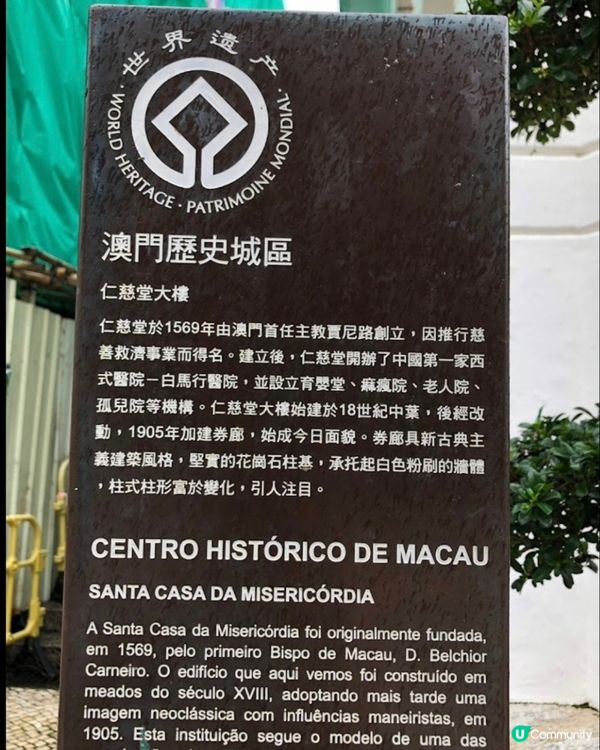 世界遺产
· WORLD HERITAGE · PATRIMOINE MONDIAL ·
澳門歷史城區
仁慈堂大樓
仁慈堂於1569年由澳門首任主教賈尼路創立，因推行慈
善救濟事業而得名。建立後，仁慈堂開辦了中國第一家西
式醫院－白馬行醫院，並設立育嬰堂、痲瘋院、老人院、
孤兒院等機構。仁慈堂大樓始建於18世紀中葉，後經改
動，1905年加建券廊，始成今日面貌。券廊具新古典主
義建築風格，堅實的花崗石柱基，承托起白色粉刷的牆體
，柱式柱形富於變化，引人注目。
CENTRO HISTÓRICO DE MACAU
SANTA CASA DA MISERICÓRDIA
A Santa Casa da Misericórdia foi originalmente fundada,
em 1569, pelo primeiro Bispo de Macau, D. Belchior
Carneiro. O edifício que aqui vemos foi construído em
meados do século XVIII, adoptando mais tarde uma
imagem neoclássica com influências maneiristas, em
1905. Esta instituição segue o modelo de uma das
U Community